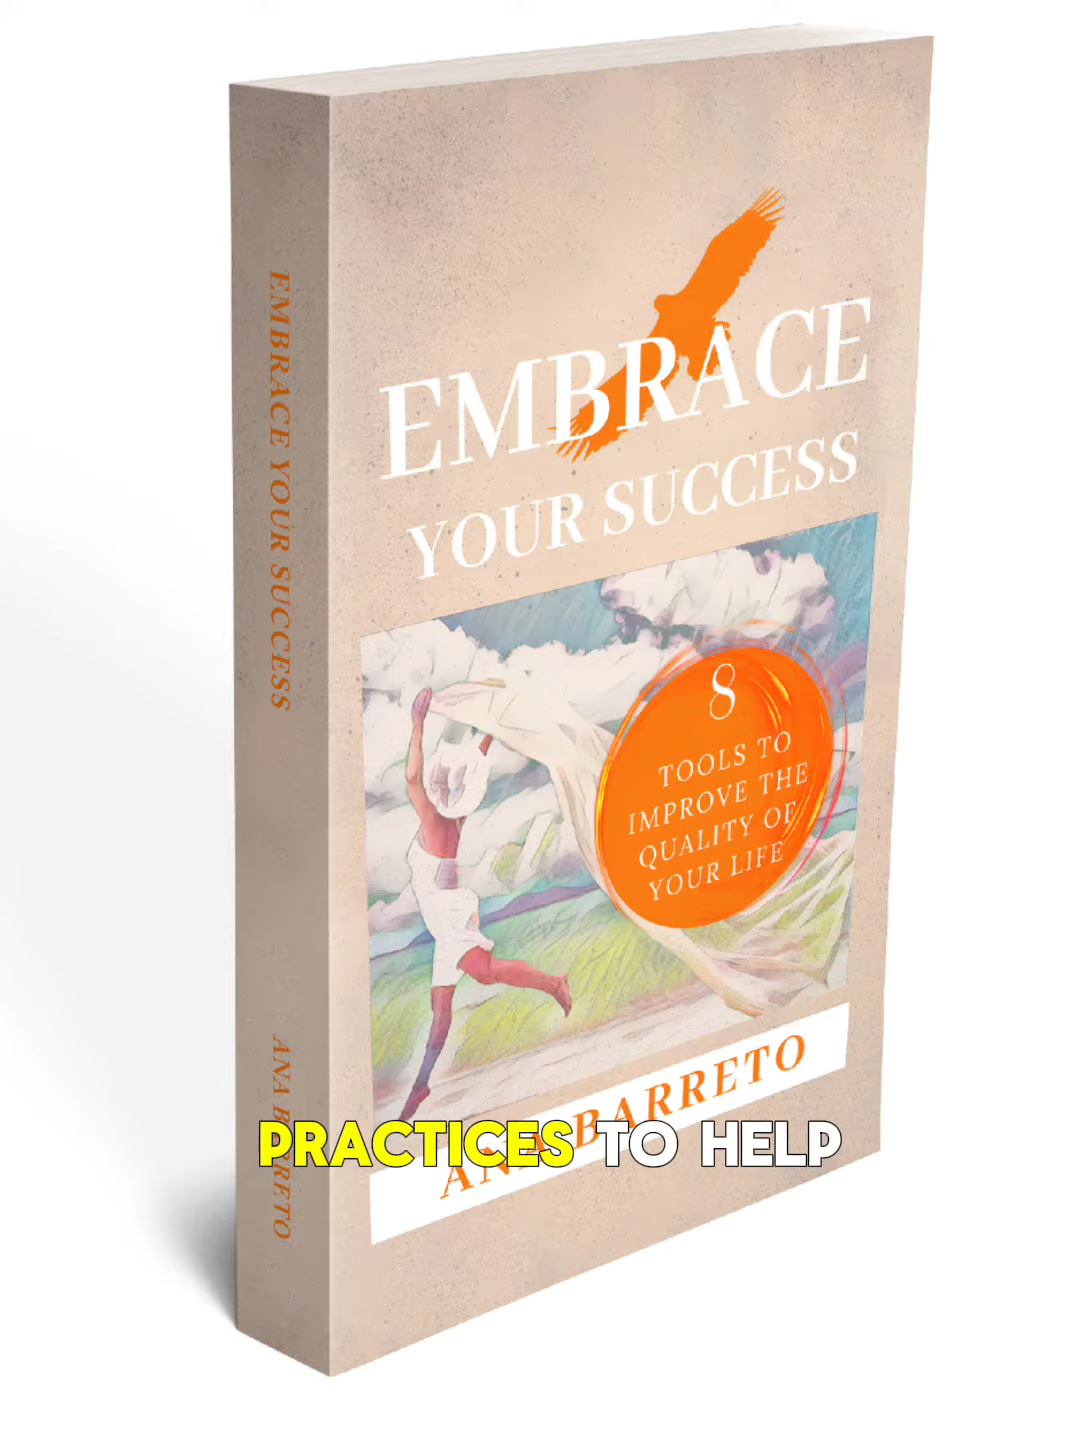 EMBRACE YOUR SUCCESS
ANA BARRETO
EMBRACE
YOUR SUCCESS
8
TOOLS TO
IMPROVE THE
QUALITY OF
YOUR LIFE
ANA BARRETO
PRACTICES TO HELP